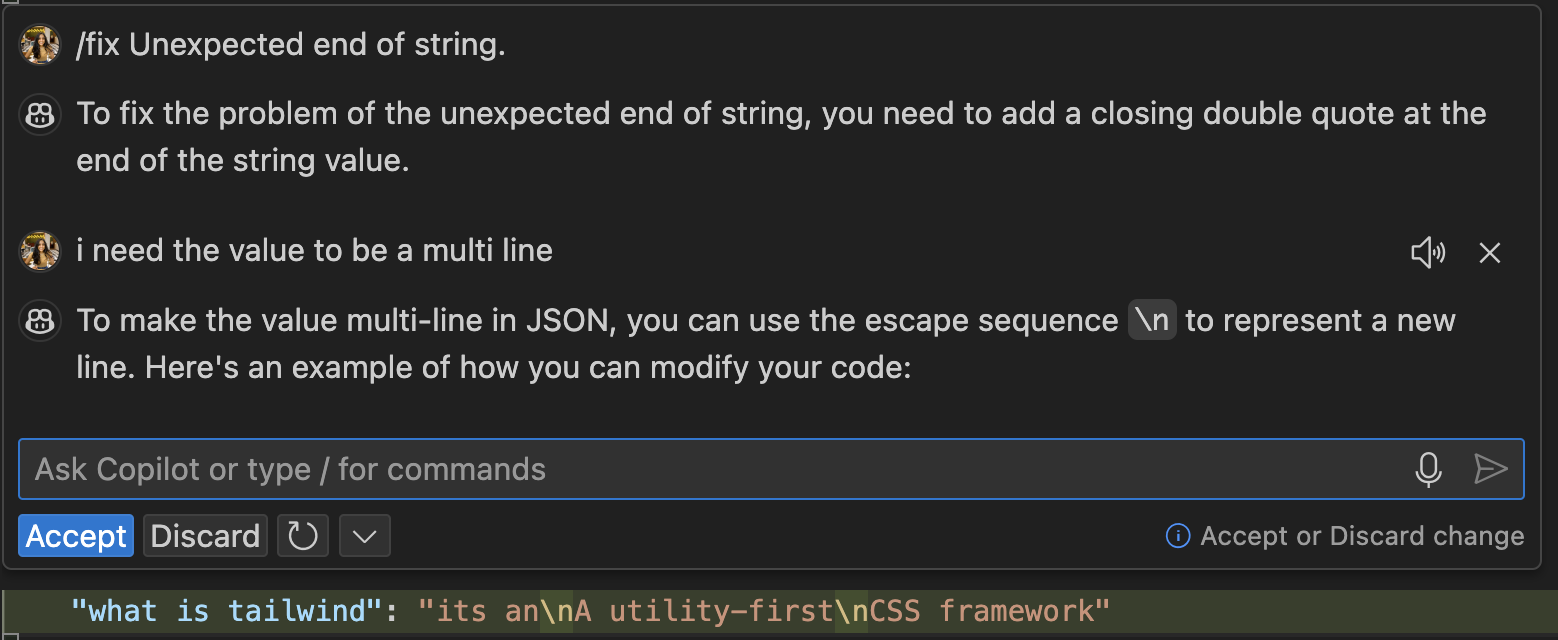 /fix Unexpected end of string.
To fix the problem of the unexpected end of string, you need to add a closing double quote at the
end of the string value.
i need the value to be a multi line
To make the value multi-line in JSON, you can use the escape sequence \n to represent a new
line. Here's an example of how you can modify your code:
Ask Copilot or type / for commands
Accept Discard Accept or Discard change
"what is tailwind": "its an\nA utility-first\nCSS framework"